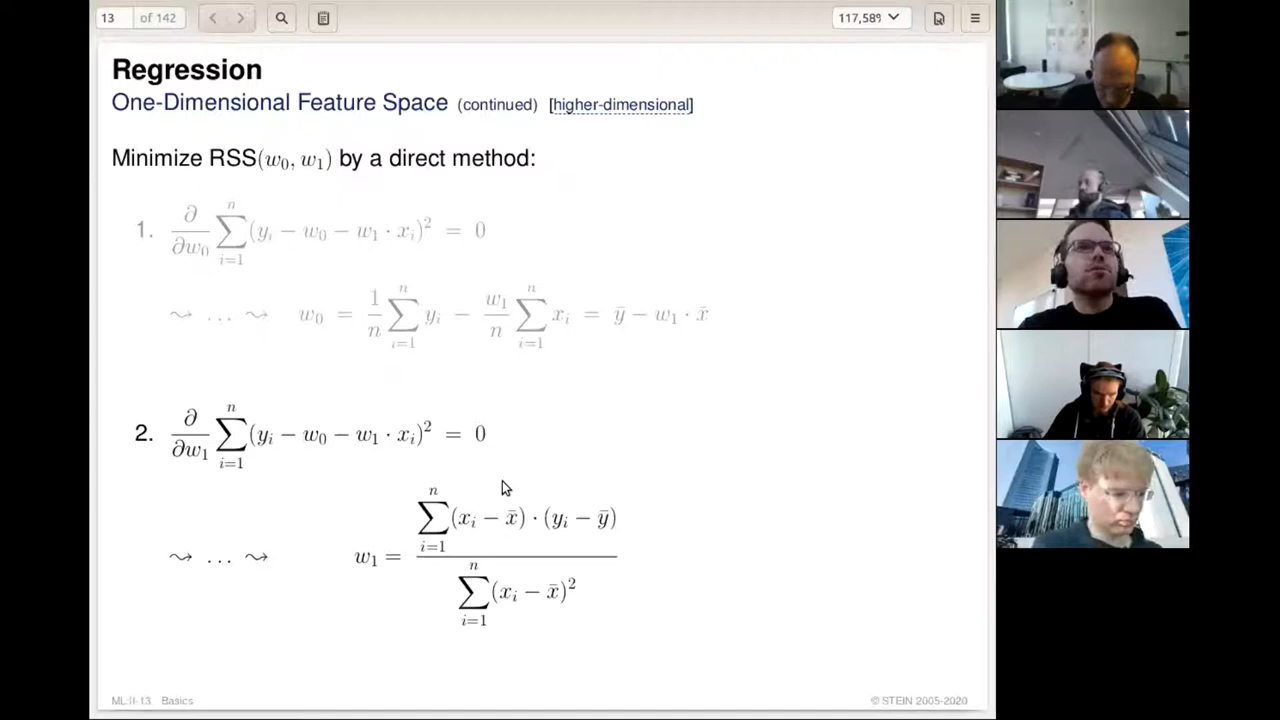 13 of 142 117,58%
Regression
One-Dimensional Feature Space (continued) [higher-dimensional]
Minimize RSS(w₀, w₁) by a direct method:
1. ∂/∂w₀ ∑ᵢ₌₁ⁿ (yᵢ − w₀ − w₁ · xᵢ)² = 0
⇝ … ⇝ w₀ = 1/n ∑ᵢ₌₁ⁿ yᵢ − w₁/n ∑ᵢ₌₁ⁿ xᵢ = ȳ − w₁ · x̄
2. ∂/∂w₁ ∑ᵢ₌₁ⁿ (yᵢ − w₀ − w₁ · xᵢ)² = 0
⇝ … ⇝ w₁ = ∑ᵢ₌₁ⁿ (xᵢ − x̄) · (yᵢ − ȳ) / ∑ᵢ₌₁ⁿ (xᵢ − x̄)²
ML:II-13 Basics © STEIN 2005-2020